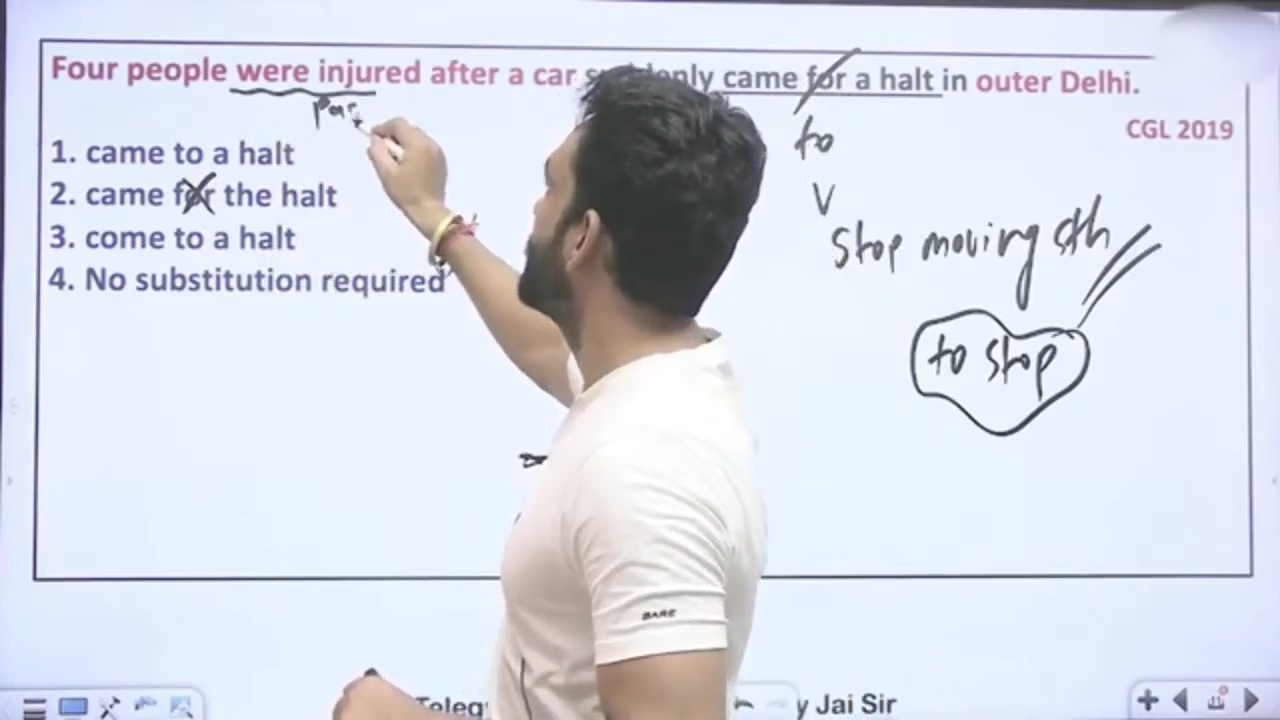 Four people were injured after a car suddenly came for a halt in outer Delhi.
CGL 2019
1. came to a halt
2. came for the halt
3. come to a halt
4. No substitution required
to
stop moving sth
to stop
BARE
Jai Sir